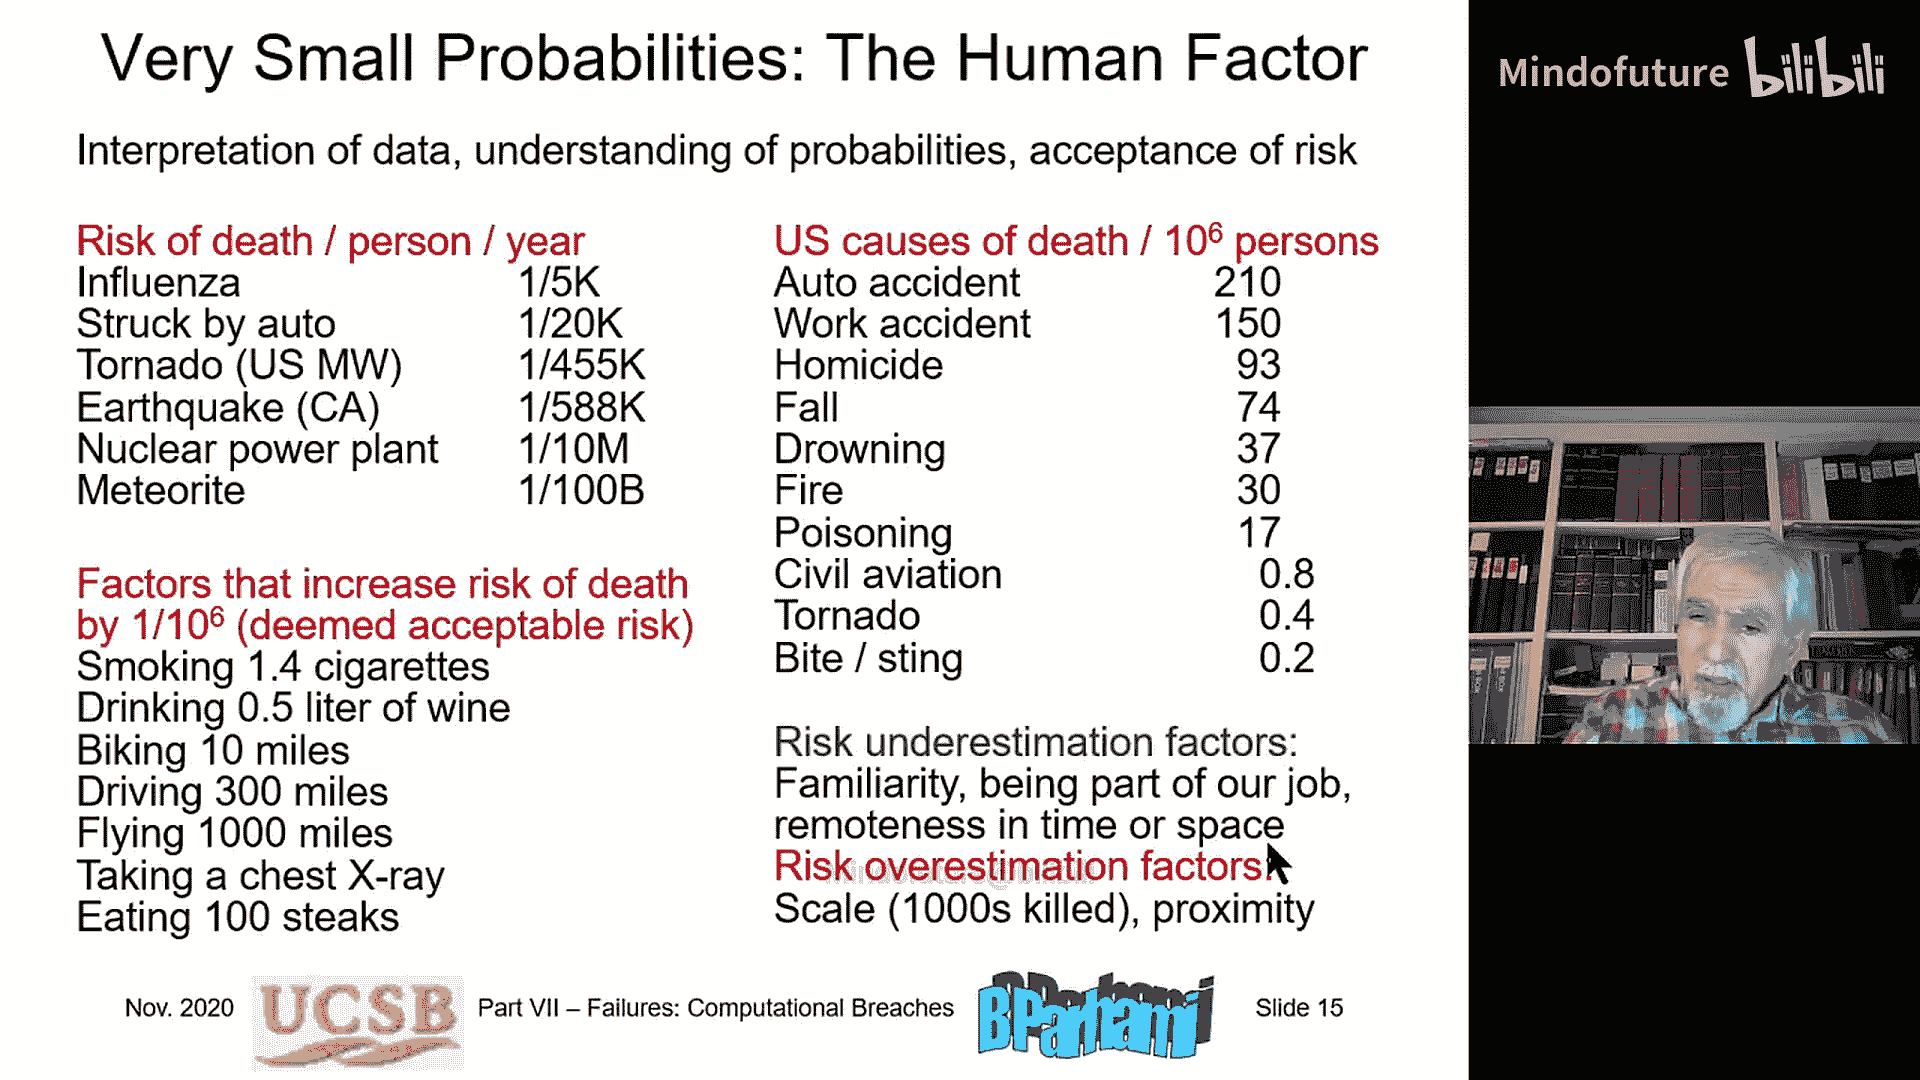 Very Small Probabilities: The Human Factor
Interpretation of data, understanding of probabilities, acceptance of risk
Risk of death / person / year
Influenza 1/5K
Struck by auto 1/20K
Tornado (US MW) 1/455K
Earthquake (CA) 1/588K
Nuclear power plant 1/10M
Meteorite 1/100B
Factors that increase risk of death
by 1/10⁶ (deemed acceptable risk)
Smoking 1.4 cigarettes
Drinking 0.5 liter of wine
Biking 10 miles
Driving 300 miles
Flying 1000 miles
Taking a chest X-ray
Eating 100 steaks
US causes of death / 10⁶ persons
Auto accident 210
Work accident 150
Homicide 93
Fall 74
Drowning 37
Fire 30
Poisoning 17
Civil aviation 0.8
Tornado 0.4
Bite / sting 0.2
Risk underestimation factors:
Familiarity, being part of our job,
remoteness in time or space
Risk overestimation factors:
Scale (1000s killed), proximity
Nov. 2020
UCSB
Part VII – Failures: Computational Breaches
BParhami
Slide 15
Mindofuture bilibili